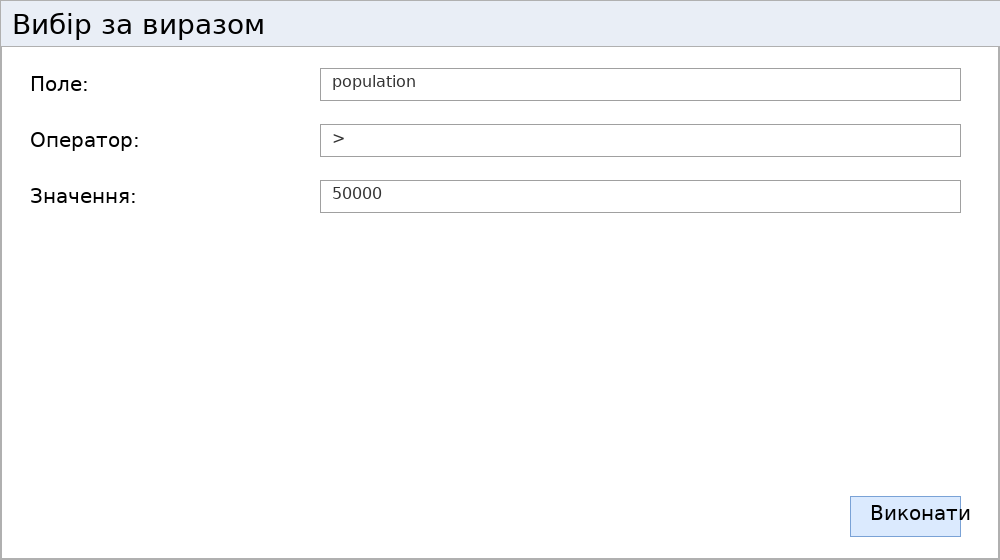 Вибір за виразом
Поле: population
Оператор: >
Значення: 50000
Виконати